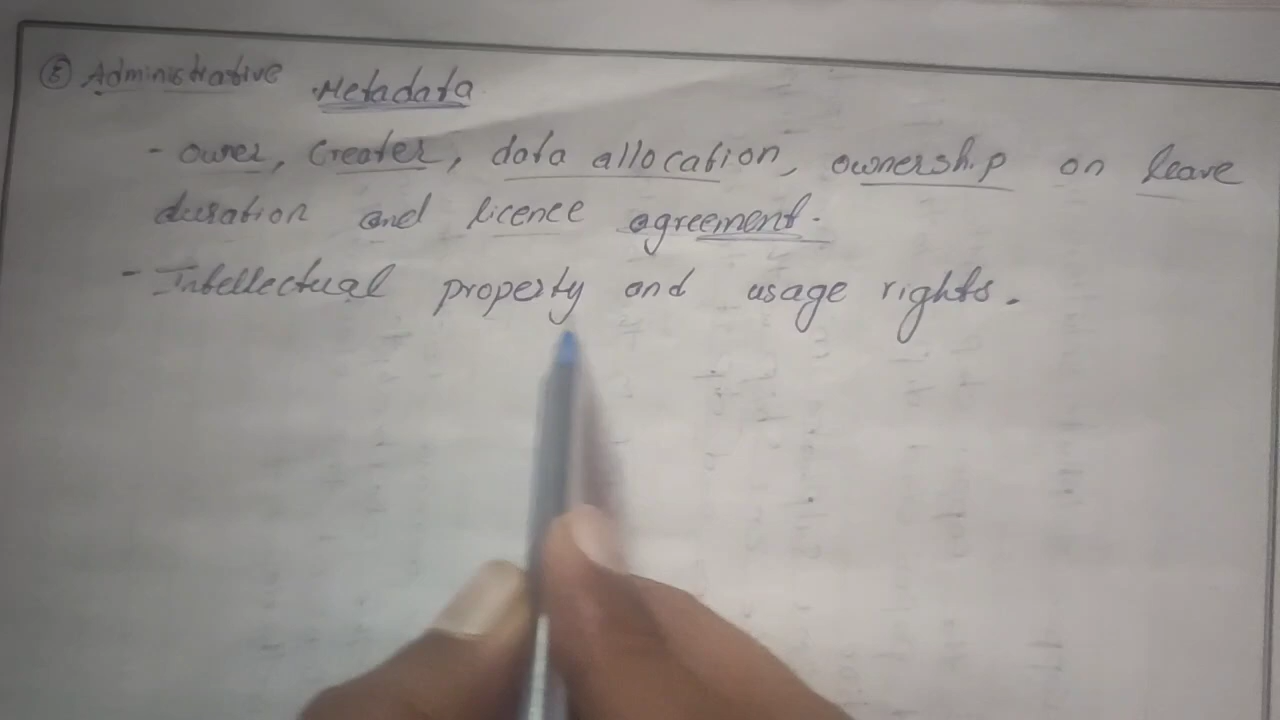 ⑤ Administrative Metadata
- owner, Creater, data allocation, ownership on leave
duration and licence agreement.
- Intellectual property and usage rights.